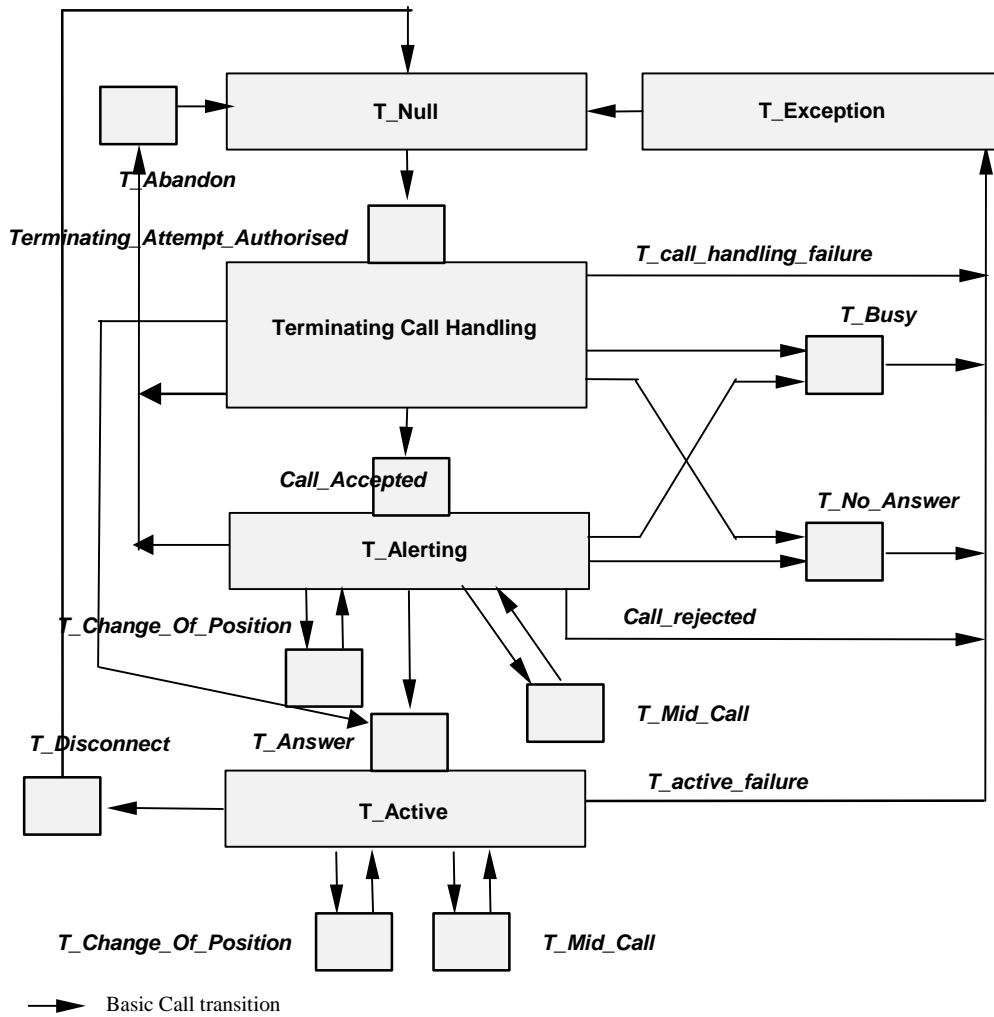 T_Null
T_Exception
T_Abandon
Terminating_Attempt_Authorised
T_call_handling_failure
Terminating Call Handling
T_Busy
Call_Accepted
T_No_Answer
T_Alerting
T_Change_Of_Position
Call_rejected
T_Mid_Call
T_Disconnect
T_Answer
T_active_failure
T_Active
T_Change_Of_Position
T_Mid_Call
Basic Call transition